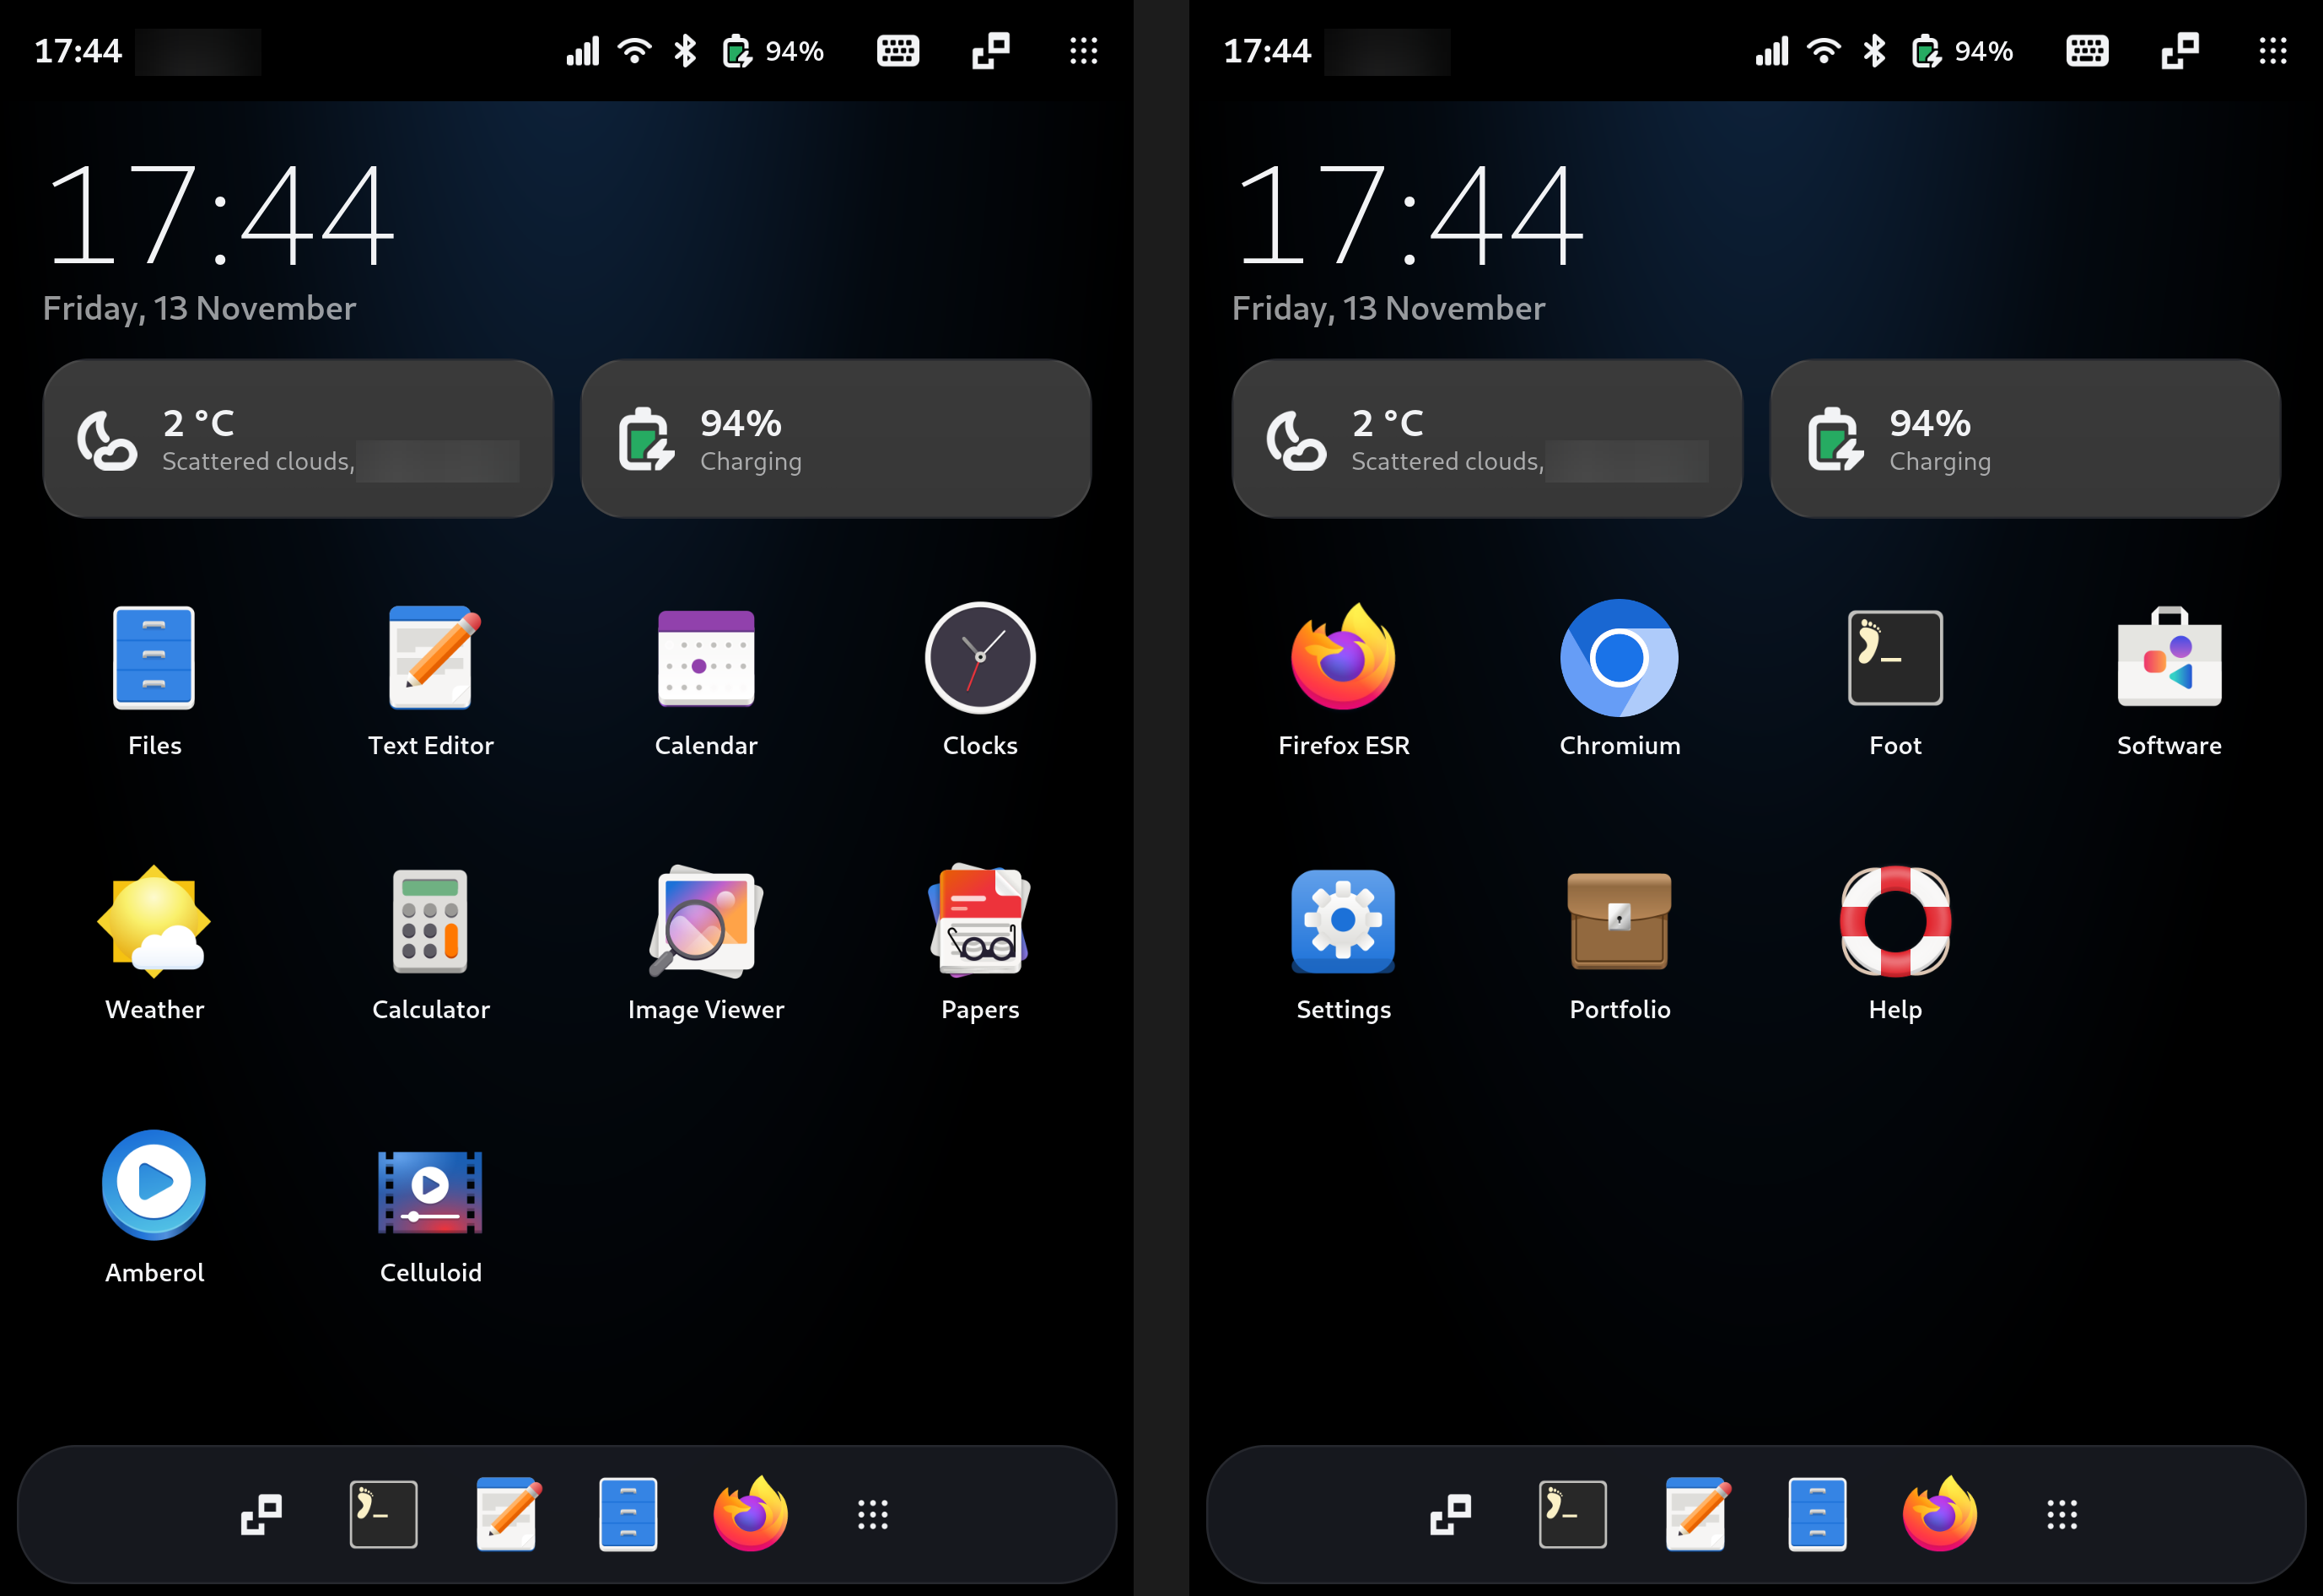 17:44 94%
17:44
Friday, 13 November
2 °C
Scattered clouds,
94%
Charging
Files Text Editor Calendar Clocks
Weather Calculator Image Viewer Papers
Amberol Celluloid
17:44 94%
17:44
Friday, 13 November
2 °C
Scattered clouds,
94%
Charging
Firefox ESR Chromium Foot Software
Settings Portfolio Help